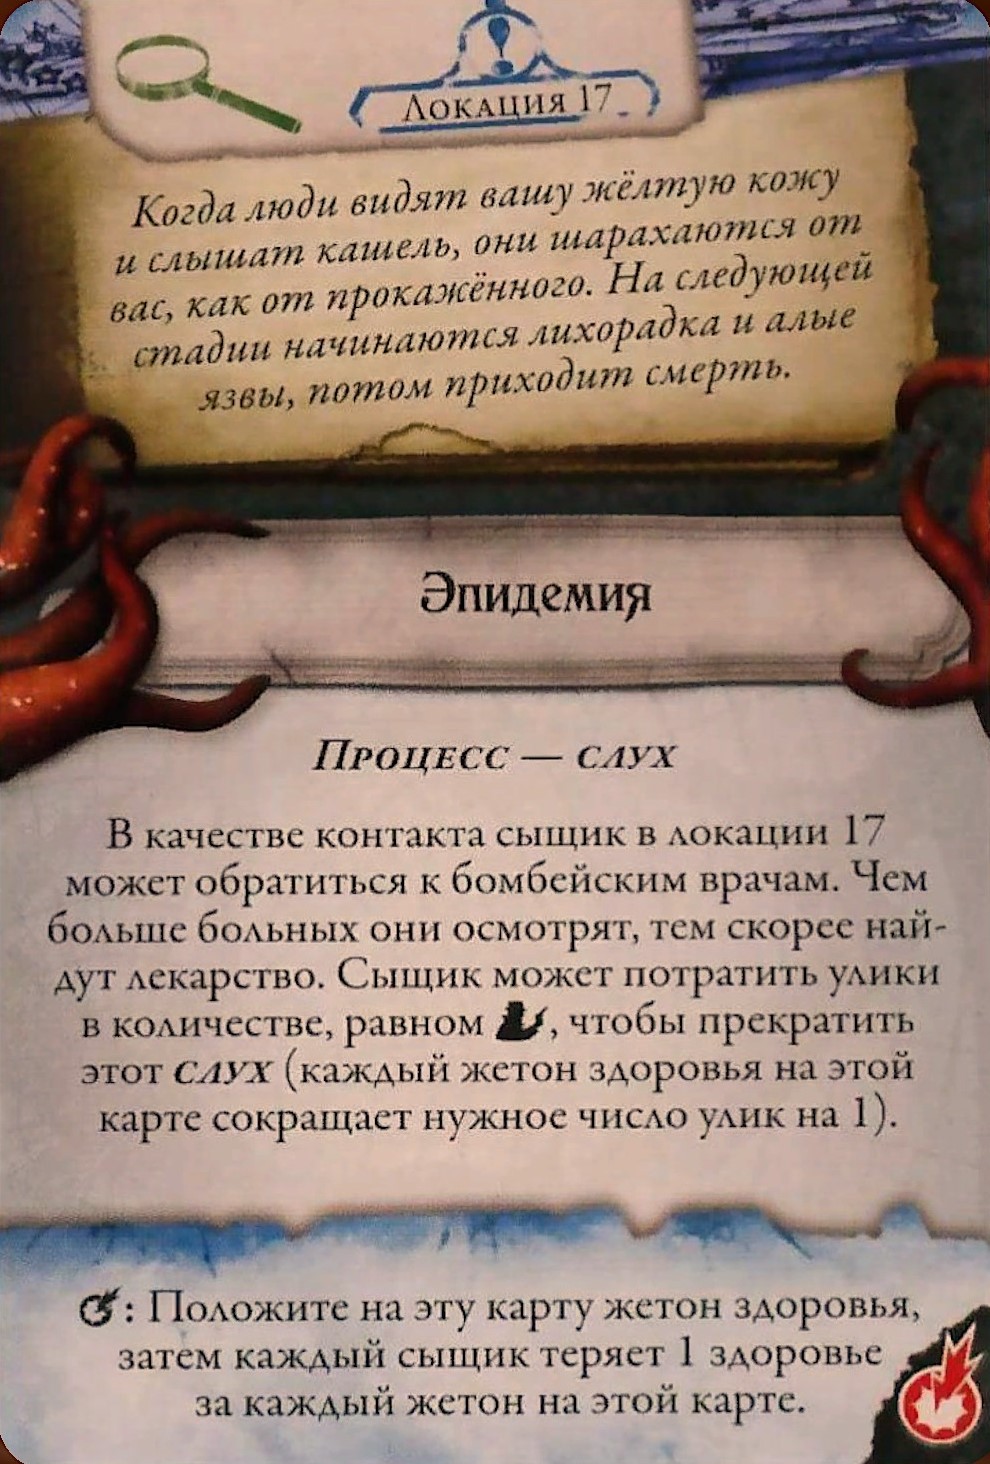 Локация 17
Когда люди видят вашу жёлтую кожу
и слышат кашель, они шарахаются от
вас, как от прокажённого. На следующей
стадии начинаются лихорадка и алые
язвы, потом приходит смерть.
Эпидемия
Процесс — слух
В качестве контакта сыщик в локации 17
может обратиться к бомбейским врачам. Чем
больше больных они осмотрят, тем скорее най-
дут лекарство. Сыщик может потратить улики
в количестве, равном , чтобы прекратить
этот СЛУХ (каждый жетон здоровья на этой
карте сокращает нужное число улик на 1).
: Положите на эту карту жетон здоровья,
затем каждый сыщик теряет 1 здоровье
за каждый жетон на этой карте.